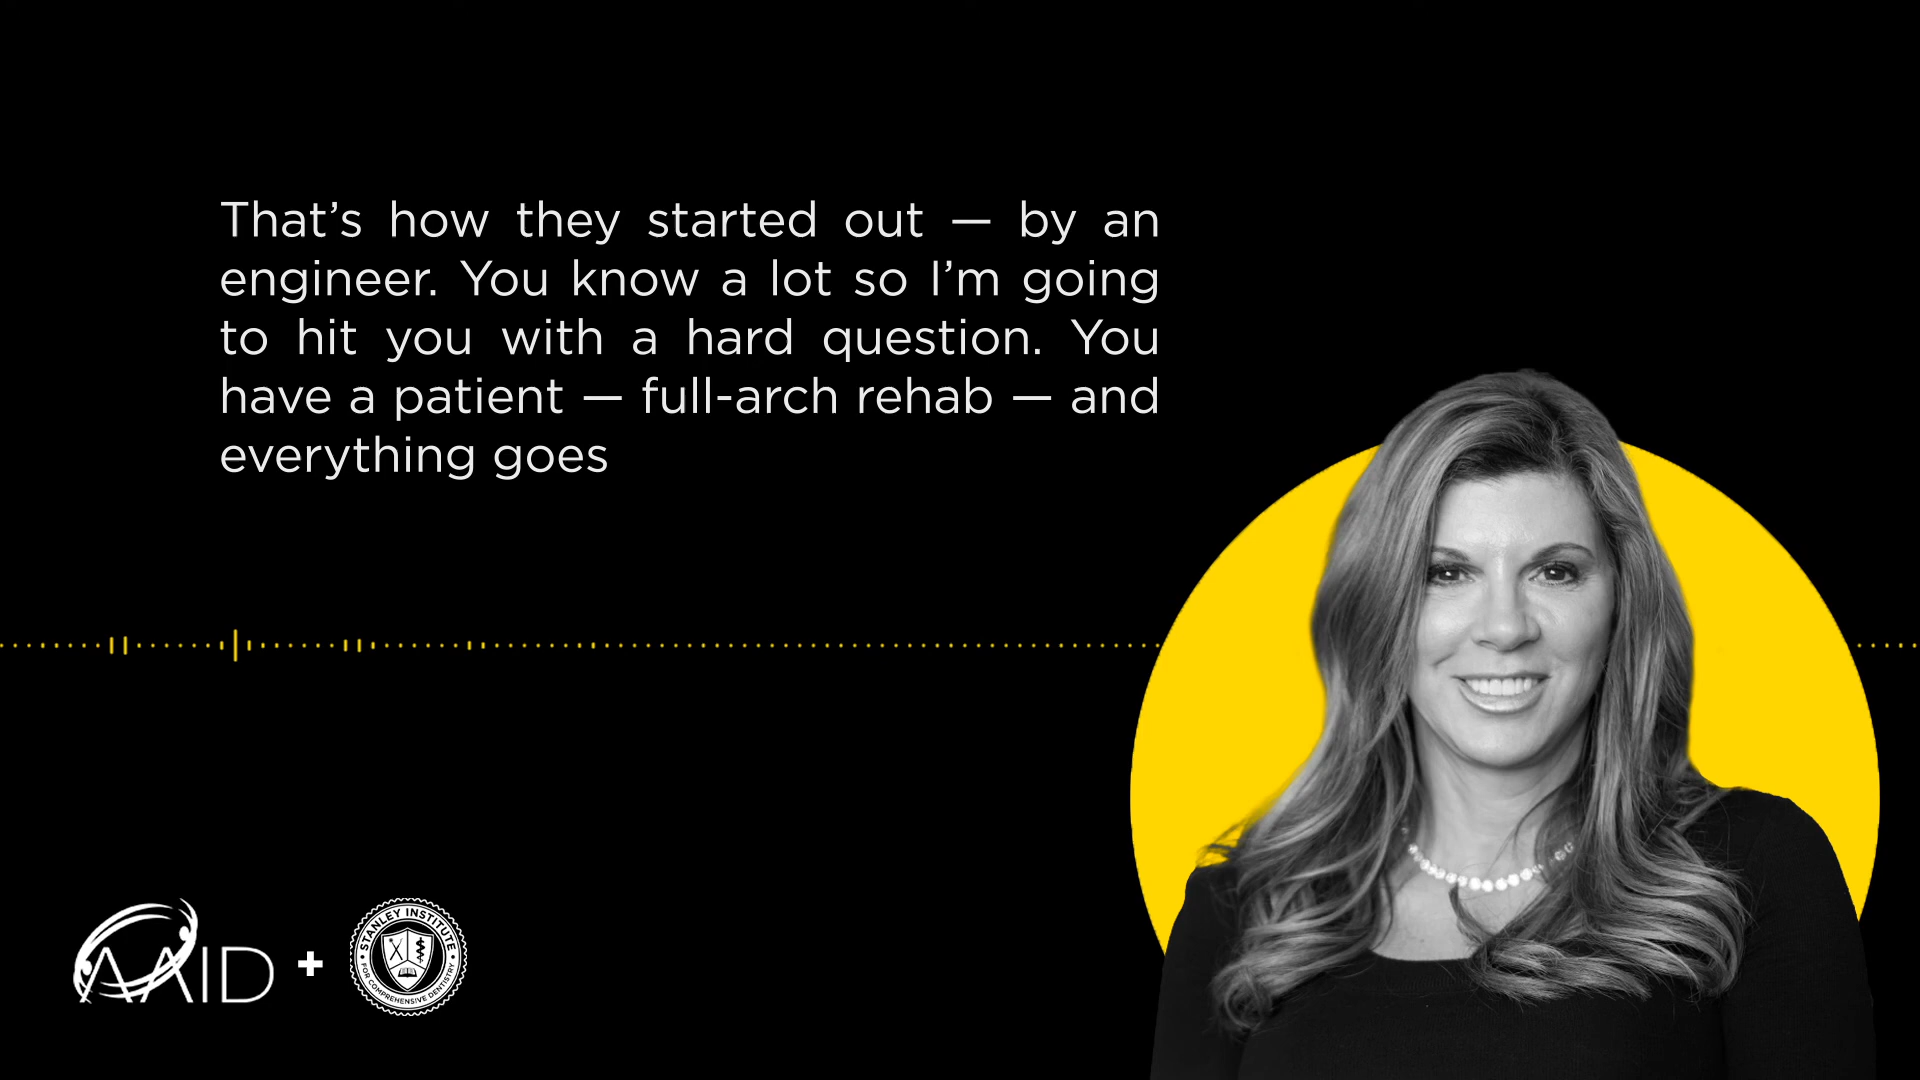 That’s how they started out — by an
engineer. You know a lot so I’m going
to hit you with a hard question. You
have a patient — full-arch rehab — and
everything goes
AAID +
STANLEY INSTITUTE
FOR COMPREHENSIVE DENTISTRY